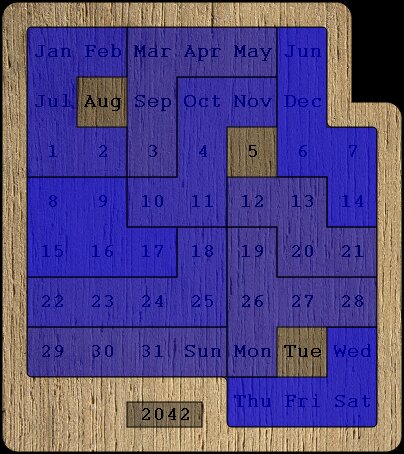 Jan Feb Mar Apr May Jun
Jul Aug Sep Oct Nov Dec
1 2 3 4 5 6 7
8 9 10 11 12 13 14
15 16 17 18 19 20 21
22 23 24 25 26 27 28
29 30 31 Sun Mon Tue Wed
Thu Fri Sat
2042